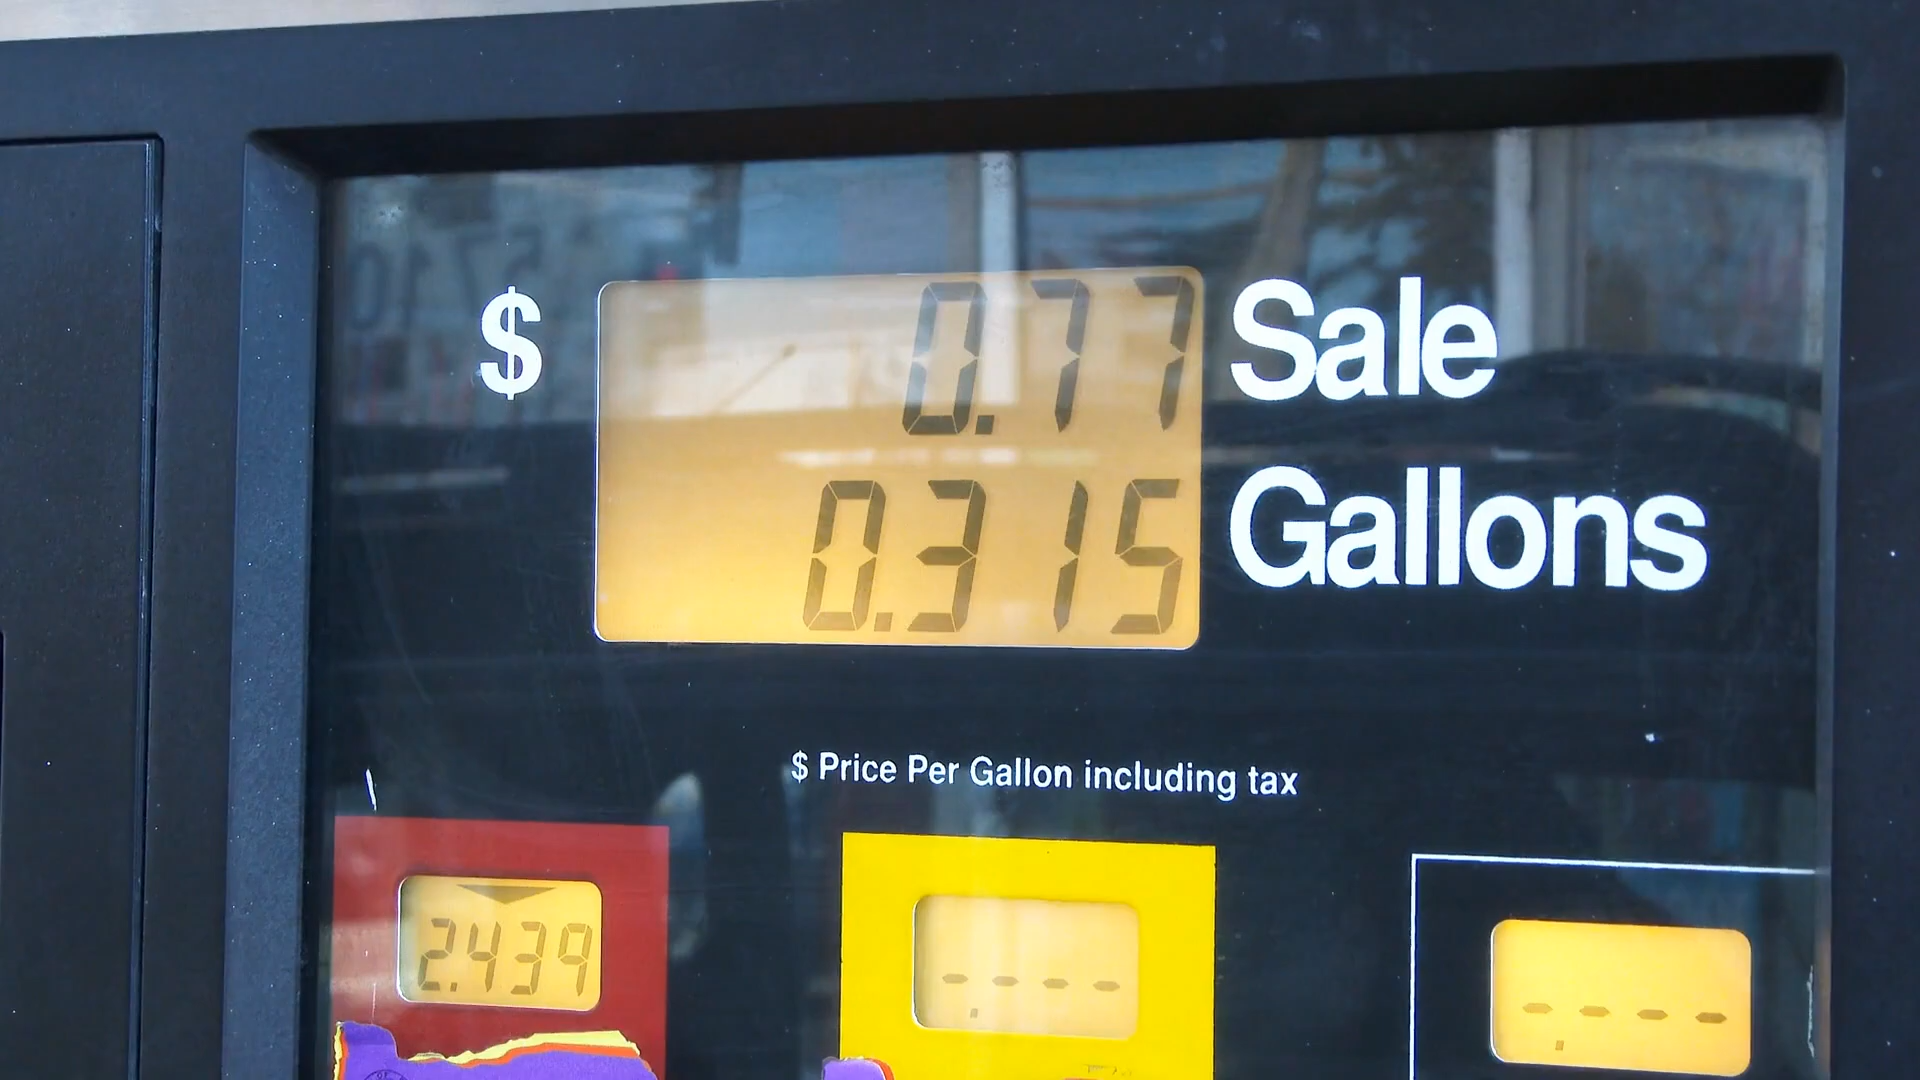 $ 0.77 Sale
0.315 Gallons
$ Price Per Gallon including tax
2.439 -.--- -.---